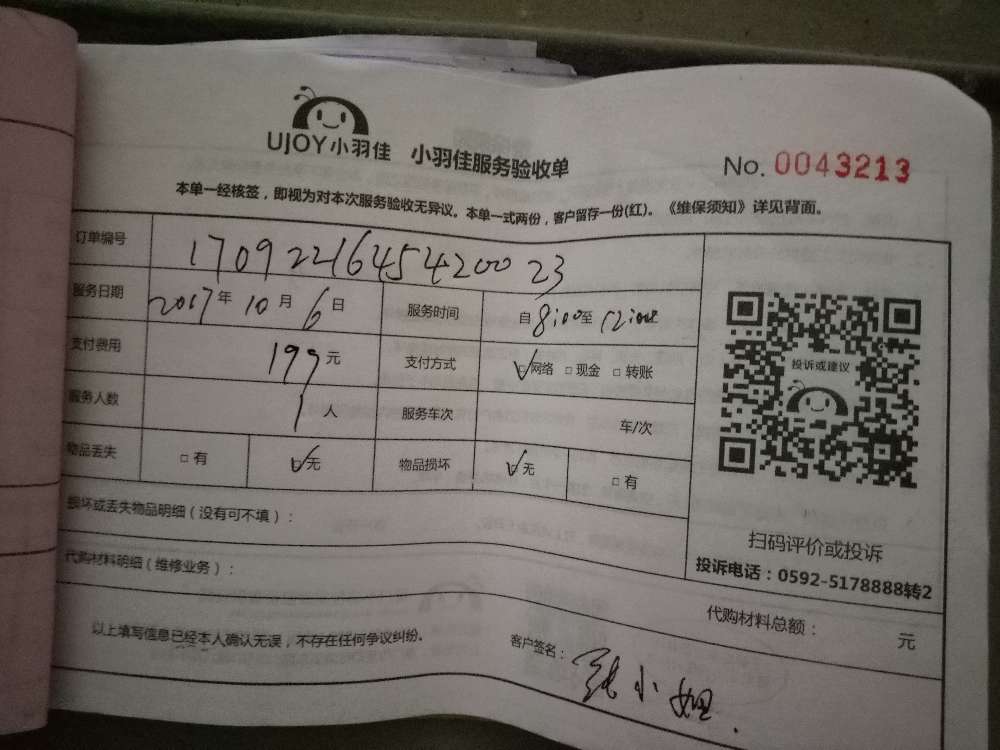 UJOY小羽佳 小羽佳服务验收单 No. 0043213
本单一经核签，即视为对本次服务验收无异议。本单一式两份，客户留存一份(红)。《维保须知》详见背面。
订单编号 170922164545420023
服务日期 2017年10月6日 服务时间 自8:00至12:00
支付费用 199元 支付方式 ☑网络 □现金 □转账
服务人数 1人 服务车次 车/次
物品丢失 □有 ☑无 物品损坏 ☑无 □有
投诉或建议
扫码评价或投诉
投诉电话：0592-5178888转2
损坏或丢失物品明细（没有可不填）：
代购材料明细（维修业务）：
代购材料总额： 元
以上填写信息已经本人确认无误，不存在任何争议纠纷。 客户签名： 张小姐.